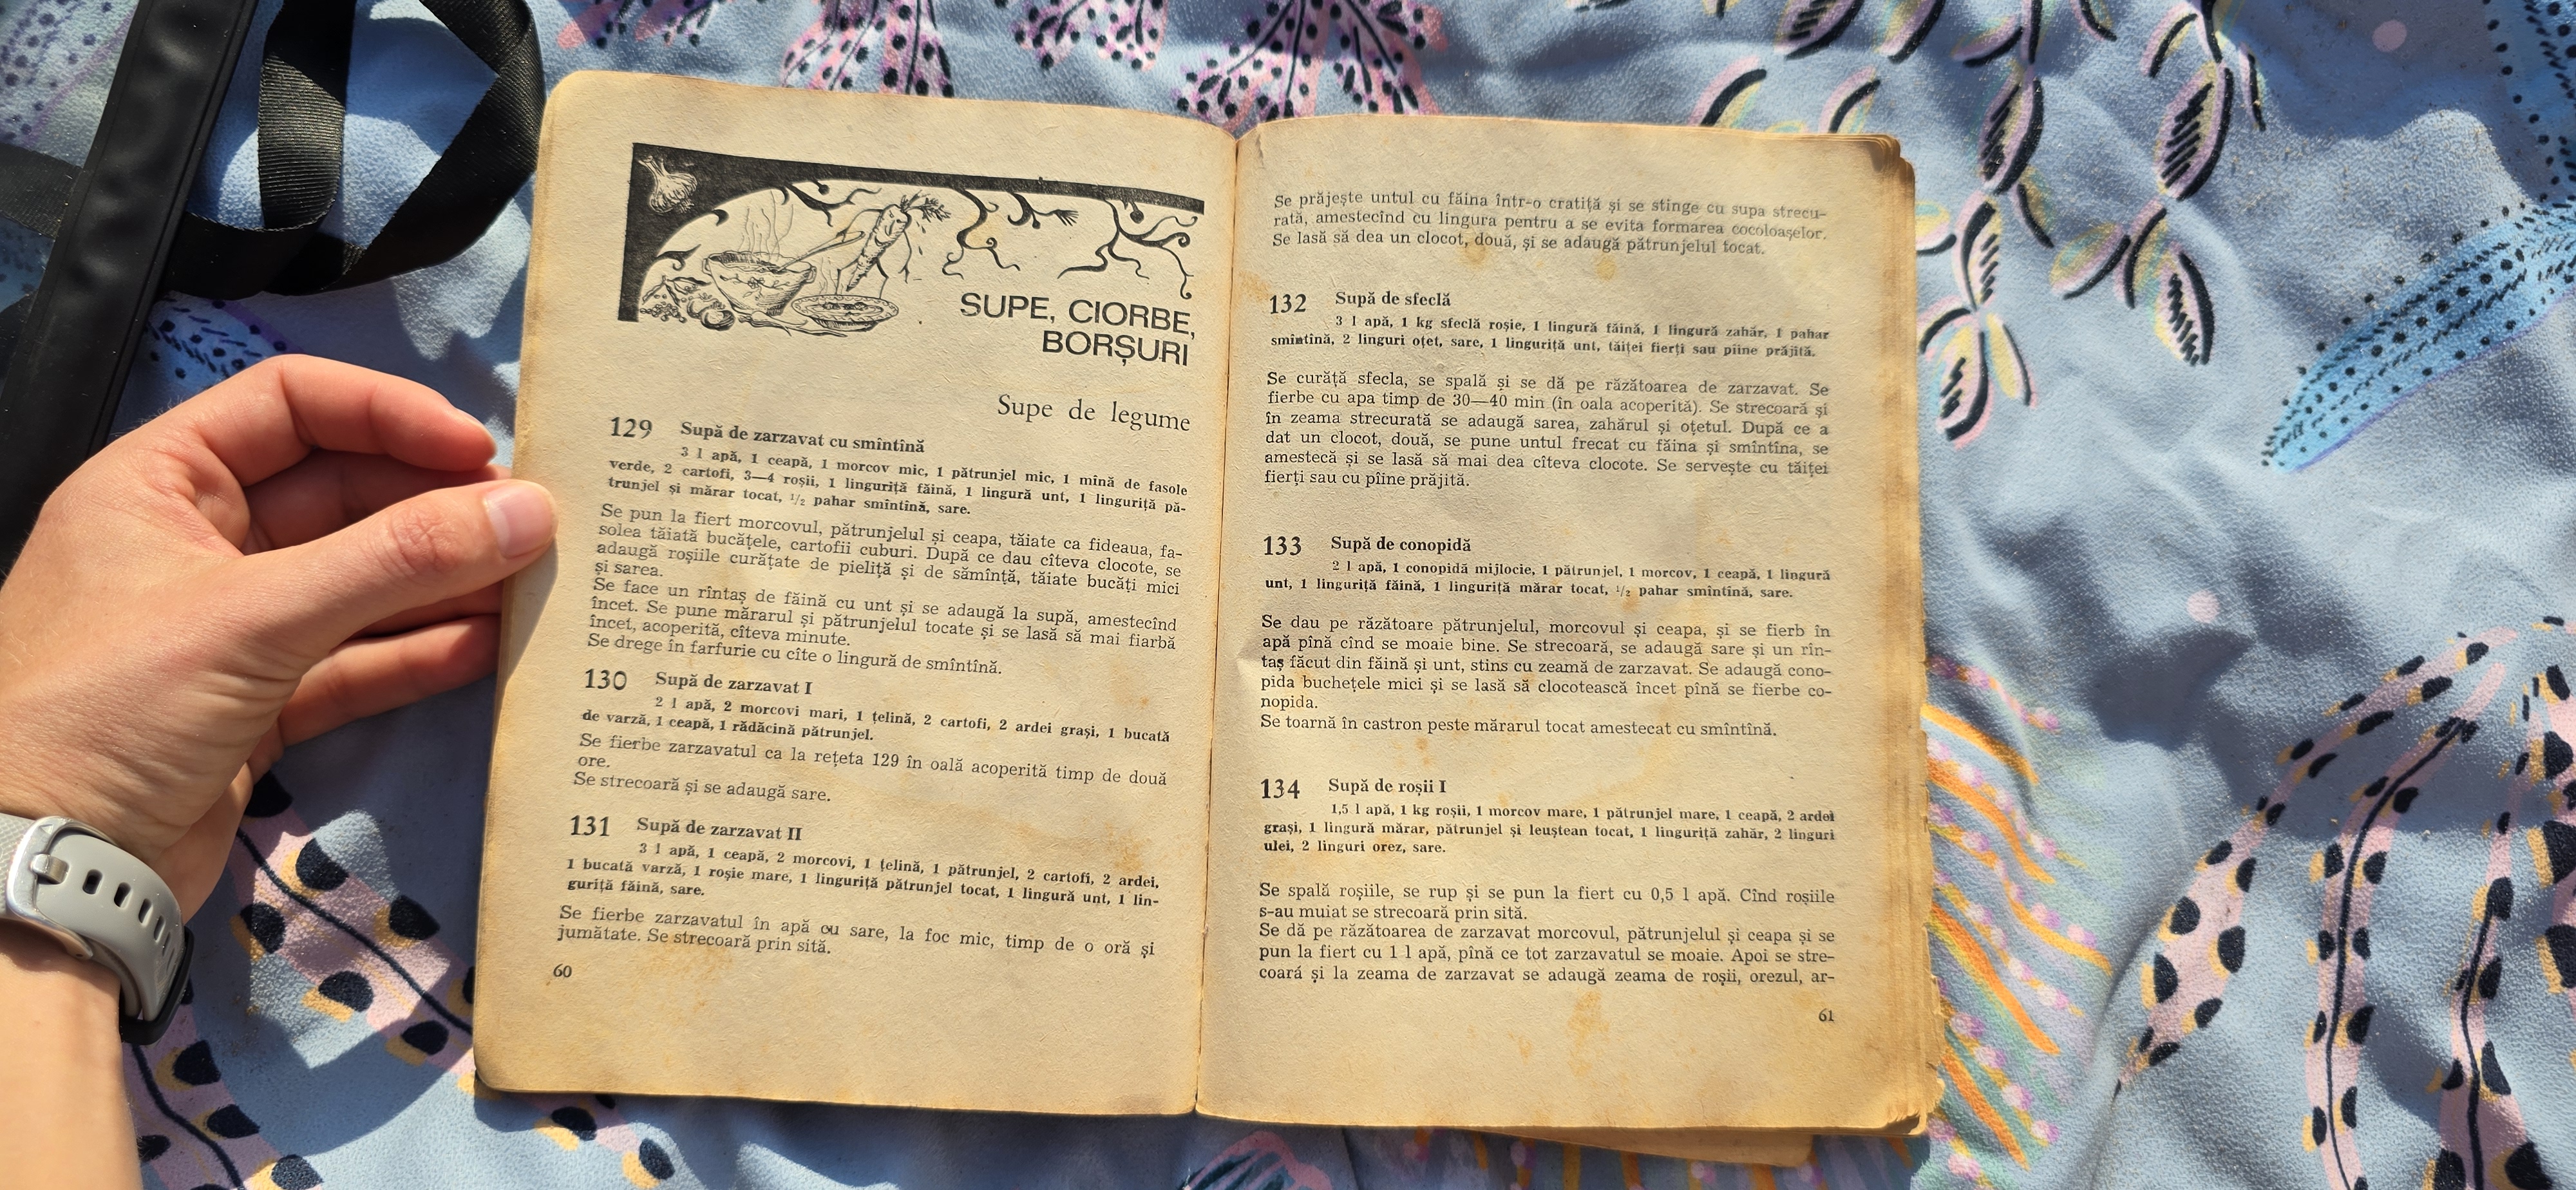 SUPE, CIORBE,
BORȘURI
Supe de legume
129 Supă de zarzavat cu smîntînă
3 l apă, 1 ceapă, 1 morcov mic, 1 pătrunjel mic, 1 mînă de fasole
verde, 2 cartofi, 3—4 roșii, 1 linguriță făină, 1 lingură unt, 1 linguriță pă-
trunjel și mărar tocat, 1/2 pahar smîntînă, sare.
Se pun la fiert morcovul, pătrunjelul și ceapa, tăiate ca fideaua, fa-
solea tăiată bucățele, cartofii cuburi. După ce dau cîteva clocote, se
adaugă roșiile curățate de pieliță și de sămînță, tăiate bucăți mici
și sarea.
Se face un rîntaș de făină cu unt și se adaugă la supă, amestecînd
încet. Se pune mărarul și pătrunjelul tocate și se lasă să mai fiarbă
încet, acoperită, cîteva minute.
Se drege în farfurie cu cîte o lingură de smîntînă.
130 Supă de zarzavat I
2 l apă, 2 morcovi mari, 1 țelină, 2 cartofi, 2 ardei grași, 1 bucată
de varză, 1 ceapă, 1 rădăcină pătrunjel.
Se fierbe zarzavatul ca la rețeta 129 în oală acoperită timp de două
ore.
Se strecoară și se adaugă sare.
131 Supă de zarzavat II
3 l apă, 1 ceapă, 2 morcovi, 1 țelină, 1 pătrunjel, 2 cartofi, 2 ardei,
1 bucată varză, 1 roșie mare, 1 linguriță pătrunjel tocat, 1 lingură unt, 1 lin-
guriță făină, sare.
Se fierbe zarzavatul în apă cu sare, la foc mic, timp de o oră și
jumătate. Se strecoară prin sită.
60
Se prăjește untul cu făina într-o cratiță și se stinge cu supa strecu-
rată, amestecînd cu lingura pentru a se evita formarea cocoloașelor.
Se lasă să dea un clocot, două, și se adaugă pătrunjelul tocat.
132 Supă de sfeclă
3 l apă, 1 kg sfeclă roșie, 1 lingură făină, 1 lingură zahăr, 1 pahar
smîntînă, 2 linguri oțet, sare, 1 linguriță unt, tăiței fierți sau pîine prăjită.
Se curăță sfecla, se spală și se dă pe răzătoarea de zarzavat. Se
fierbe cu apa timp de 30—40 min (în oala acoperită). Se strecoară și
în zeama strecurată se adaugă sarea, zahărul și oțetul. După ce a
dat un clocot, două, se pune untul frecat cu făina și smîntîna, se
amestecă și se lasă să mai dea cîteva clocote. Se servește cu tăiței
fierți sau cu pîine prăjită.
133 Supă de conopidă
2 l apă, 1 conopidă mijlocie, 1 pătrunjel, 1 morcov, 1 ceapă, 1 lingură
unt, 1 linguriță făină, 1 linguriță mărar tocat, 1/2 pahar smîntînă, sare.
Se dau pe răzătoare pătrunjelul, morcovul și ceapa, și se fierb în
apă pînă cînd se moaie bine. Se strecoară, se adaugă sare și un rîn-
taș făcut din făină și unt, stins cu zeamă de zarzavat. Se adaugă cono-
pida buchețele mici și se lasă să clocotească încet pînă se fierbe co-
nopida.
Se toarnă în castron peste mărarul tocat amestecat cu smîntînă.
134 Supă de roșii I
1,5 l apă, 1 kg roșii, 1 morcov mare, 1 pătrunjel mare, 1 ceapă, 2 ardei
grași, 1 lingură mărar, pătrunjel și leuștean tocat, 1 linguriță zahăr, 2 linguri
ulei, 2 linguri orez, sare.
Se spală roșiile, se rup și se pun la fiert cu 0,5 l apă. Cînd roșiile
s-au muiat se strecoară prin sită.
Se dă pe răzătoarea de zarzavat morcovul, pătrunjelul și ceapa și se
pun la fiert cu 1 l apă, pînă ce tot zarzavatul se moaie. Apoi se stre-
coară și la zeama de zarzavat se adaugă zeama de roșii, orezul, ar-
61